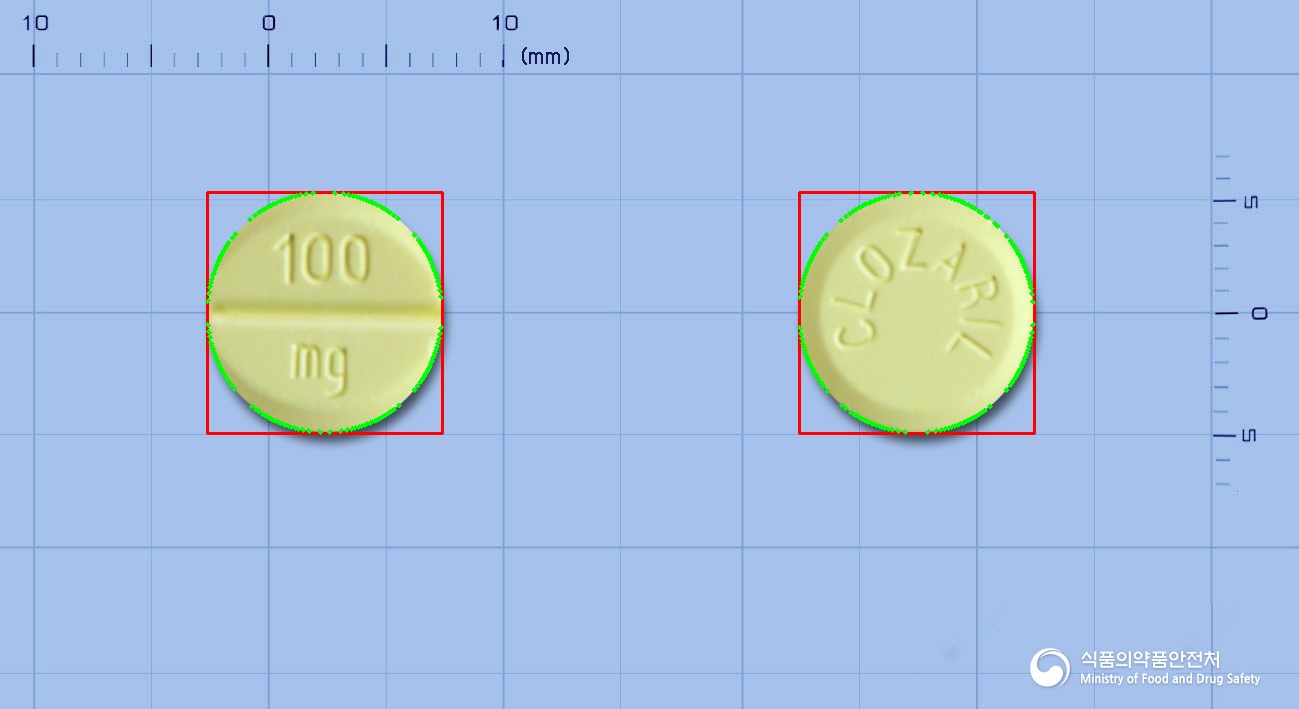 10 0 10
(mm)
100
mg
CLOZARIL
5
0
5
식품의약품안전처
Ministry of Food and Drug Safety